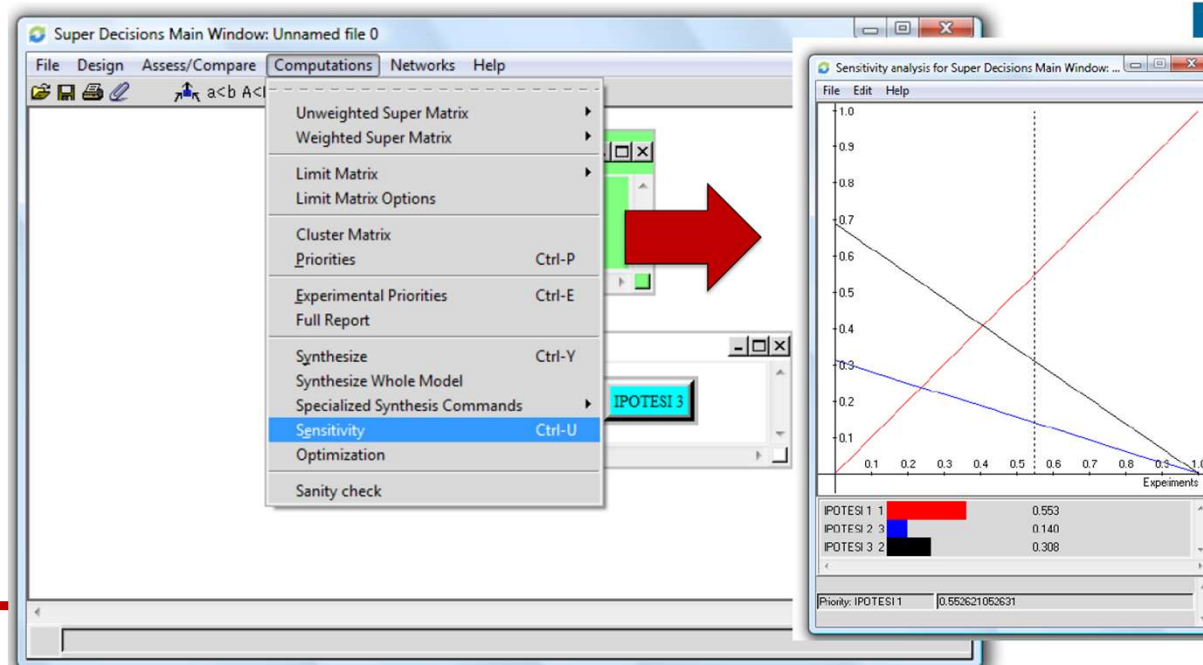 Super Decisions Main Window: Unnamed file 0
File Design Assess/Compare Computations Networks Help
a<b
Unweighted Super Matrix
Weighted Super Matrix
Limit Matrix
Limit Matrix Options
Cluster Matrix
Priorities Ctrl-P
Experimental Priorities Ctrl-E
Full Report
Synthesize Ctrl-Y
Synthesize Whole Model
Specialized Synthesis Commands
Sensitivity Ctrl-U
Optimization
Sanity check
IPOTESI 3
Sensitivity analysis for Super Decisions Main Window: ...
File Edit Help
1.0
0.9
0.8
0.7
0.6
0.5
0.4
0.3
0.2
0.1
0.1 0.2 0.3 0.4 0.5 0.6 0.7 0.8 0.9 1.0
Experiments
IPOTESI 1 1 0.553
IPOTESI 2 3 0.140
IPOTESI 3 2 0.308
Priority: IPOTESI 1 0.552621052631